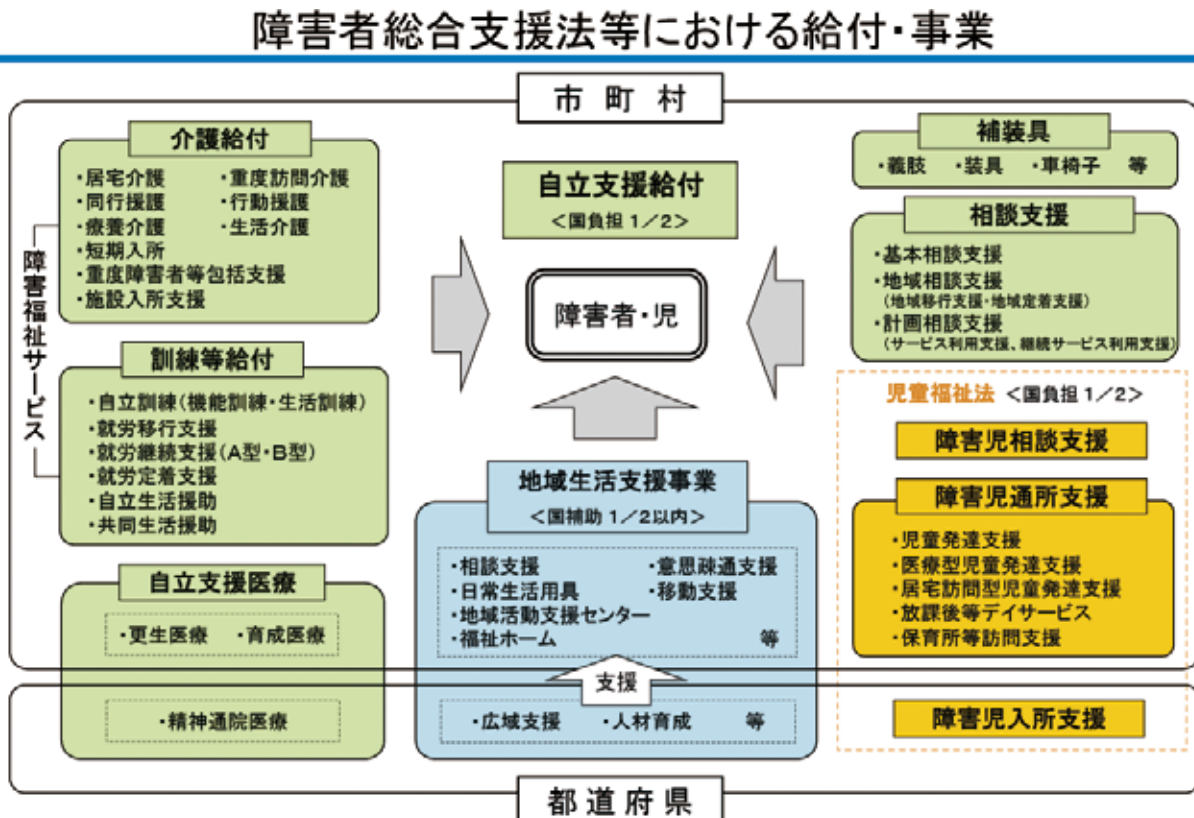 障害者総合支援法等における給付・事業
市町村
介護給付
・居宅介護 ・重度訪問介護
・同行援護 ・行動援護
・療養介護 ・生活介護
・短期入所
・重度障害者等包括支援
・施設入所支援
障害福祉サービス
訓練等給付
・自立訓練(機能訓練・生活訓練)
・就労移行支援
・就労継続支援(A型・B型)
・就労定着支援
・自立生活援助
・共同生活援助
自立支援医療
・更生医療 ・育成医療
・精神通院医療
自立支援給付
<国負担 1/2>
障害者・児
地域生活支援事業
<国補助 1/2以内>
・相談支援 ・意思疎通支援
・日常生活用具 ・移動支援
・地域活動支援センター
・福祉ホーム 等
支援
・広域支援 ・人材育成 等
補装具
・義肢 ・装具 ・車椅子 等
相談支援
・基本相談支援
・地域相談支援
(地域移行支援・地域定着支援)
・計画相談支援
(サービス利用支援、継続サービス利用支援)
児童福祉法 <国負担 1/2>
障害児相談支援
障害児通所支援
・児童発達支援
・医療型児童発達支援
・居宅訪問型児童発達支援
・放課後等デイサービス
・保育所等訪問支援
障害児入所支援
都道府県